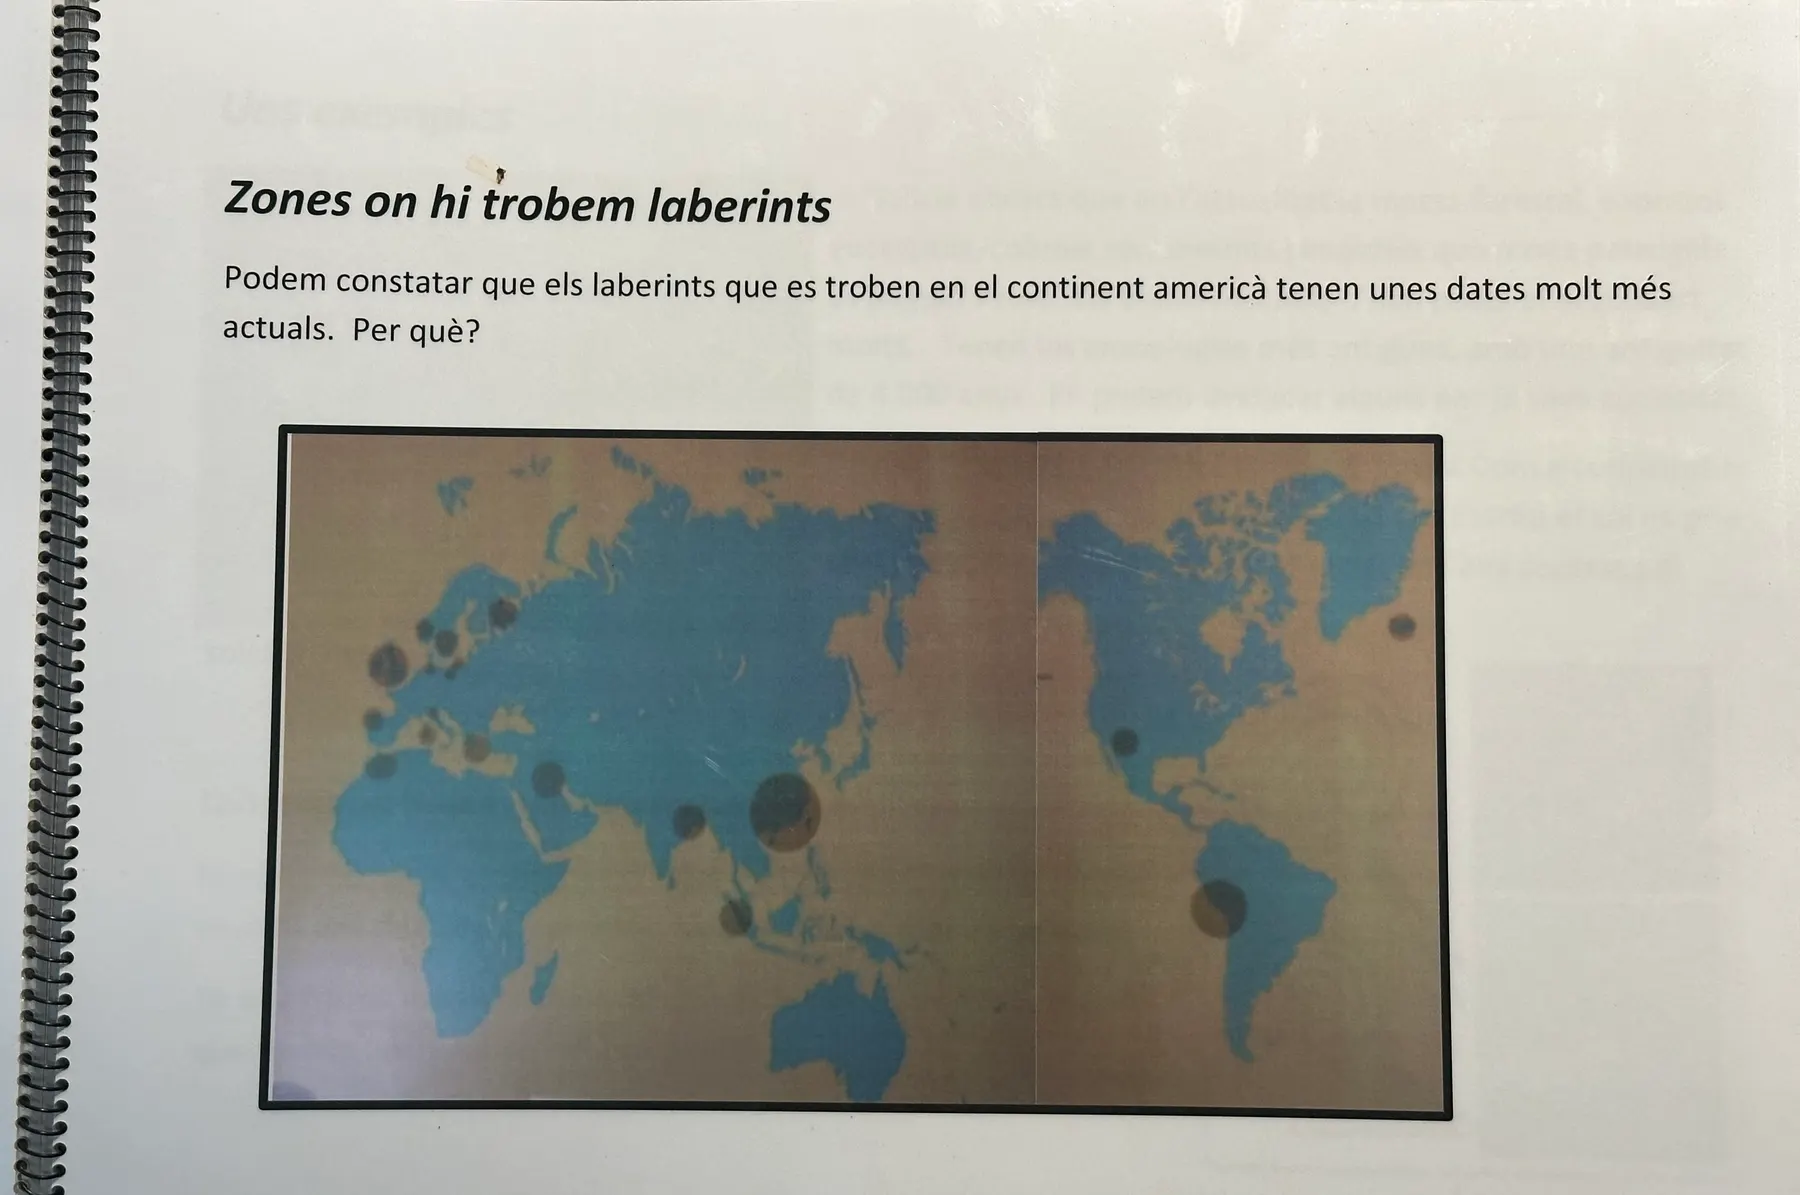 Zones on hi trobem laberints
Podem constatar que els laberints que es troben en el continent americà tenen unes dates molt més
actuals.  Per què?